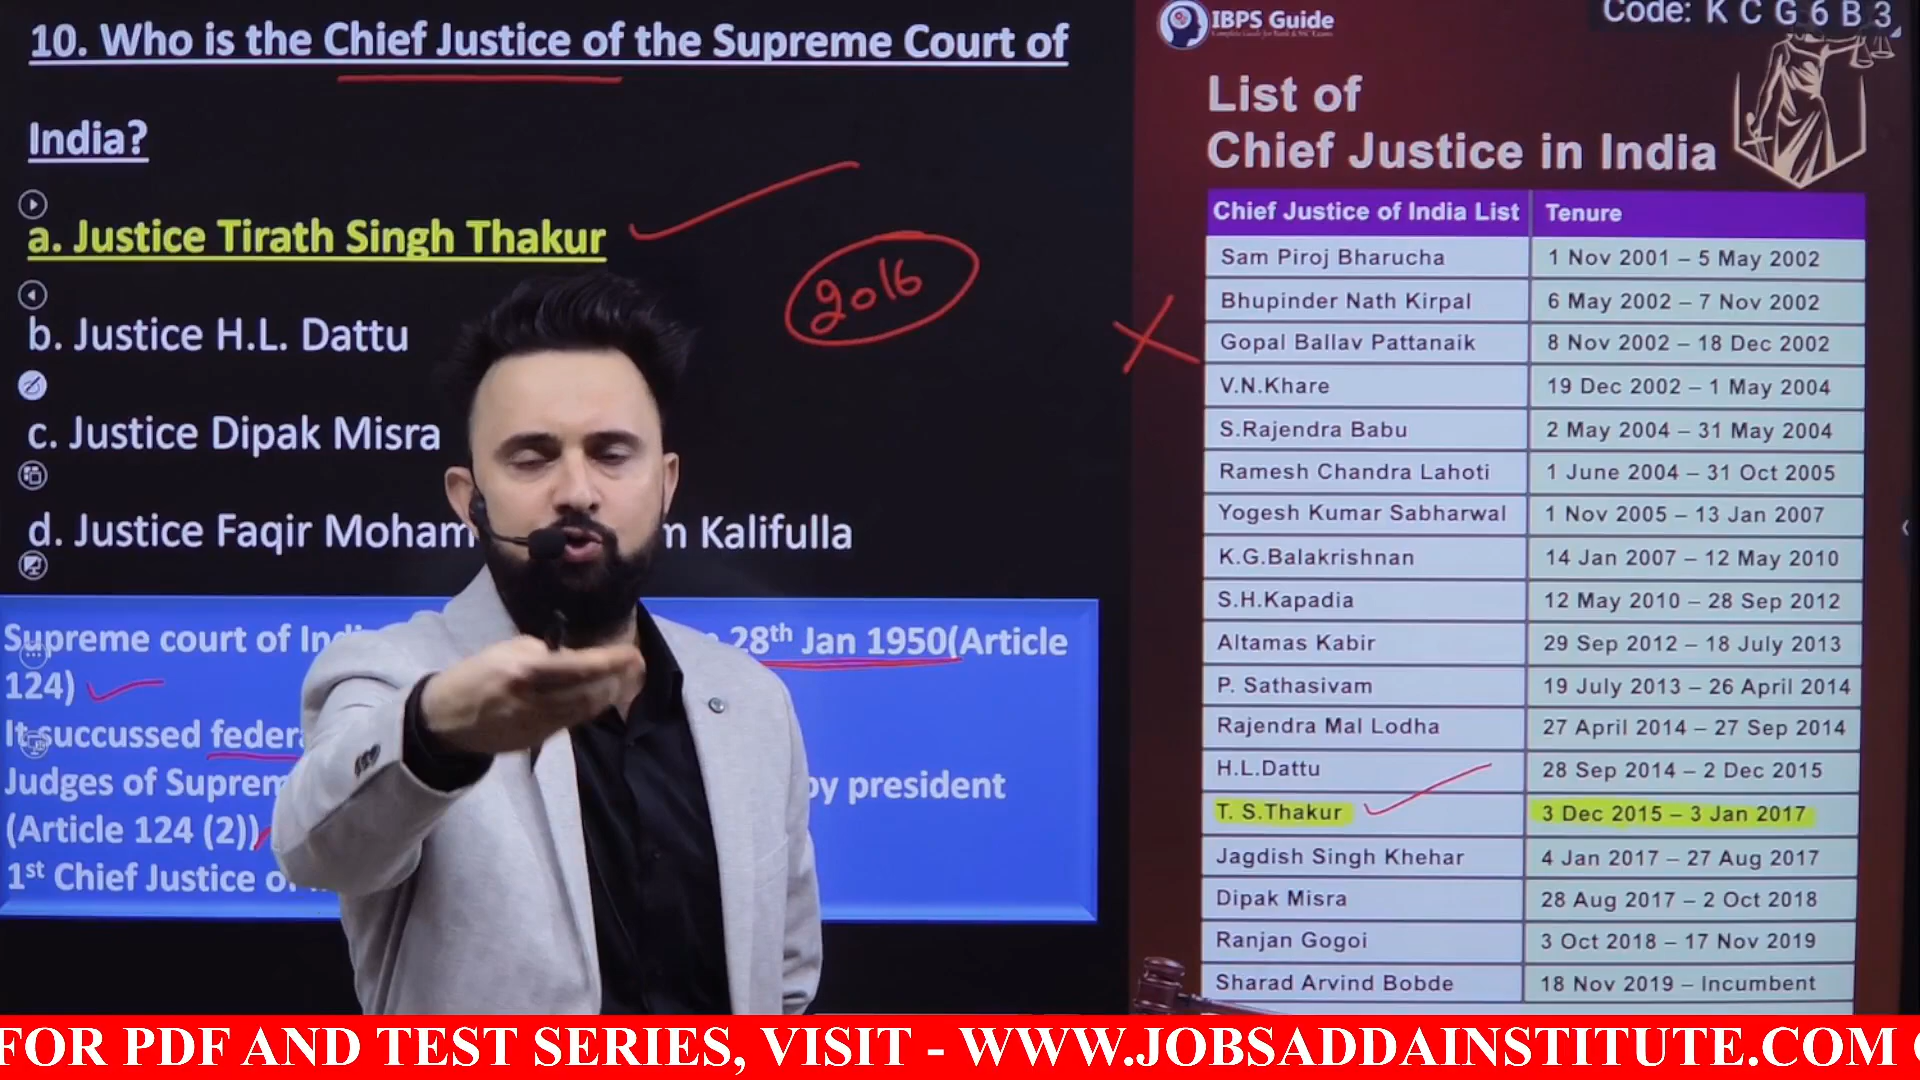 10. Who is the Chief Justice of the Supreme Court of
India?
a. Justice Tirath Singh Thakur
2016
b. Justice H.L. Dattu
c. Justice Dipak Misra
d. Justice Faqir Moham m Kalifulla
Supreme court of Indi 28th Jan 1950(Article
124)
It succussed federa
Judges of Suprem by president
(Article 124 (2))
1st Chief Justice of
Code: K C G 6 B 3
IBPS Guide
Complete Guide for Bank & SSC Exams
List of
Chief Justice in India
Chief Justice of India List Tenure
Sam Piroj Bharucha 1 Nov 2001 – 5 May 2002
Bhupinder Nath Kirpal 6 May 2002 – 7 Nov 2002
Gopal Ballav Pattanaik 8 Nov 2002 – 18 Dec 2002
V.N.Khare 19 Dec 2002 – 1 May 2004
S.Rajendra Babu 2 May 2004 – 31 May 2004
Ramesh Chandra Lahoti 1 June 2004 – 31 Oct 2005
Yogesh Kumar Sabharwal 1 Nov 2005 – 13 Jan 2007
K.G.Balakrishnan 14 Jan 2007 – 12 May 2010
S.H.Kapadia 12 May 2010 – 28 Sep 2012
Altamas Kabir 29 Sep 2012 – 18 July 2013
P. Sathasivam 19 July 2013 – 26 April 2014
Rajendra Mal Lodha 27 April 2014 – 27 Sep 2014
H.L.Dattu 28 Sep 2014 – 2 Dec 2015
T. S.Thakur 3 Dec 2015 – 3 Jan 2017
Jagdish Singh Khehar 4 Jan 2017 – 27 Aug 2017
Dipak Misra 28 Aug 2017 – 2 Oct 2018
Ranjan Gogoi 3 Oct 2018 – 17 Nov 2019
Sharad Arvind Bobde 18 Nov 2019 – Incumbent
FOR PDF AND TEST SERIES, VISIT - WWW.JOBSADDAINSTITUTE.COM